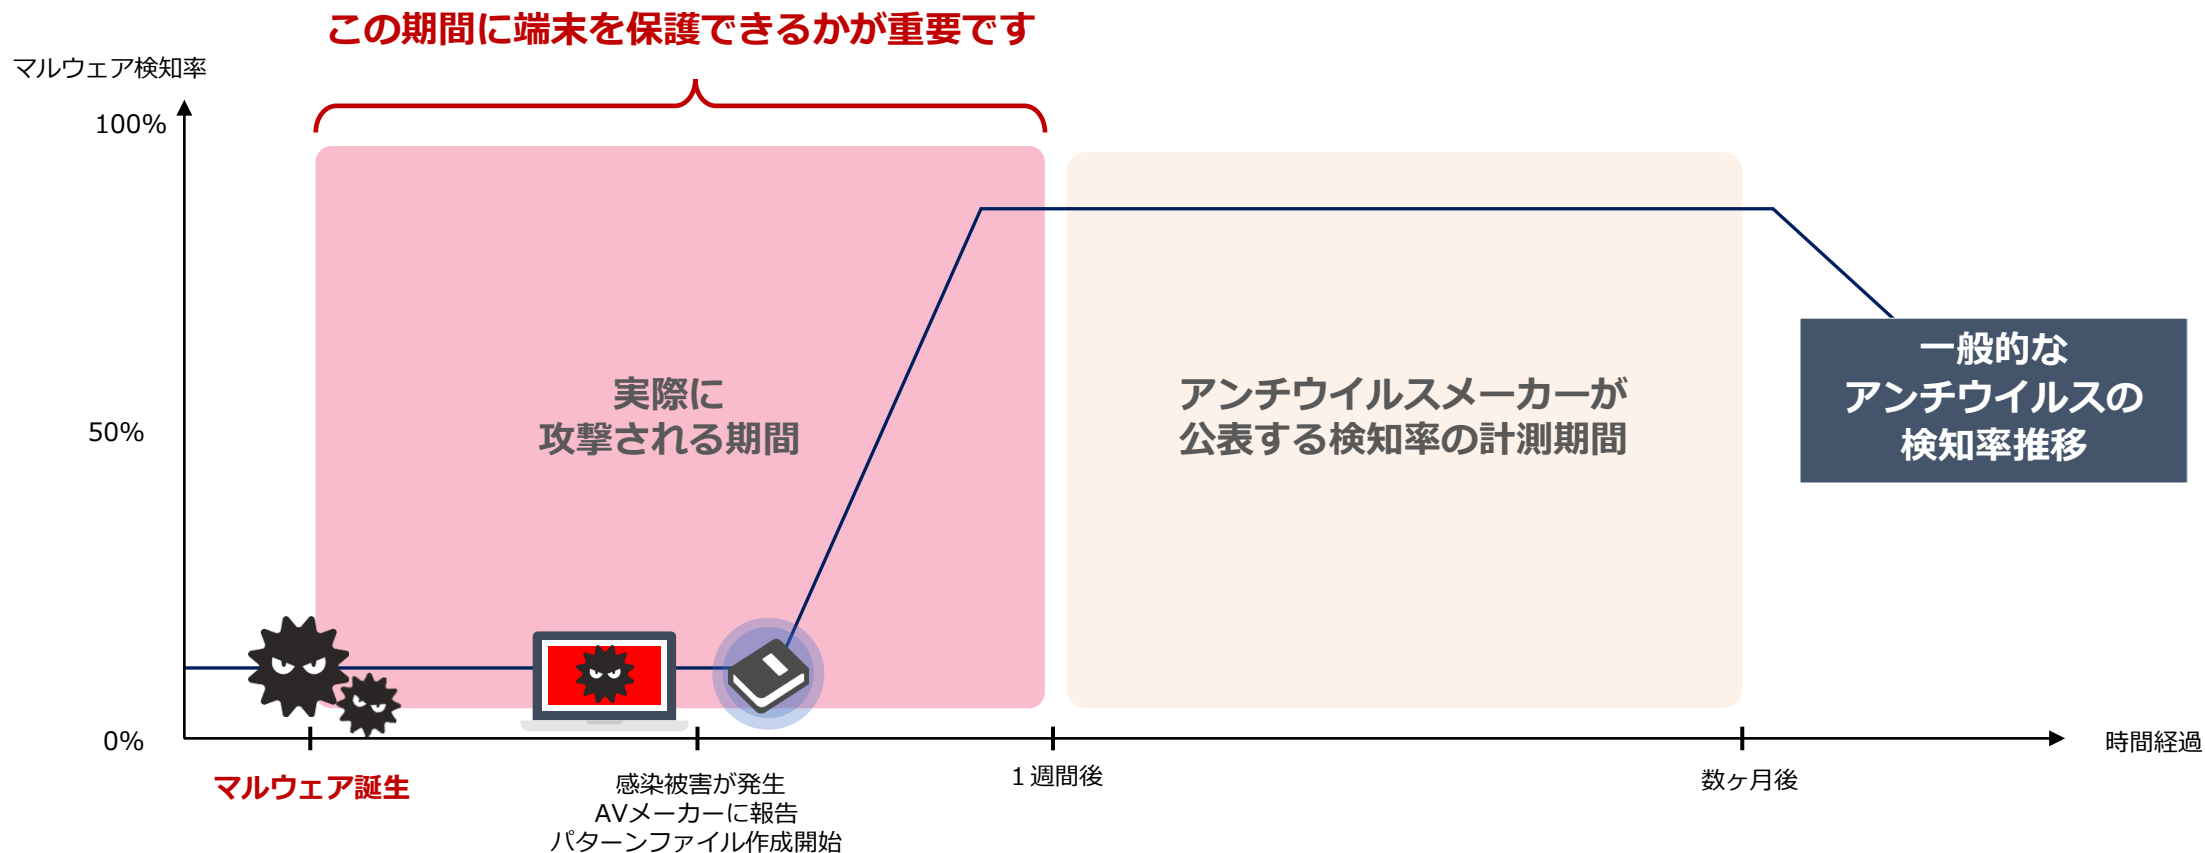 この期間に端末を保護できるかが重要です
マルウェア検知率
100%
50%
0%
実際に
攻撃される期間
アンチウイルスメーカーが
公表する検知率の計測期間
一般的な
アンチウイルスの
検知率推移
時間経過
マルウェア誕生
感染被害が発生
AVメーカーに報告
パターンファイル作成開始
１週間後
数ヶ月後